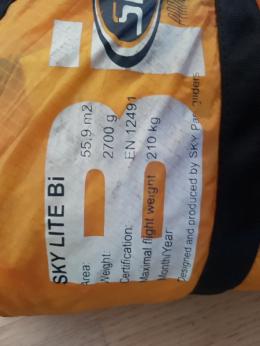 SKY LITE Bi
Area: 55,9 m2
Weight: 2700 g
Certification: EN 12491
Maximal flight weight 210 kg
Month/Year
Designed and produced by SKY Paragliders
Bi